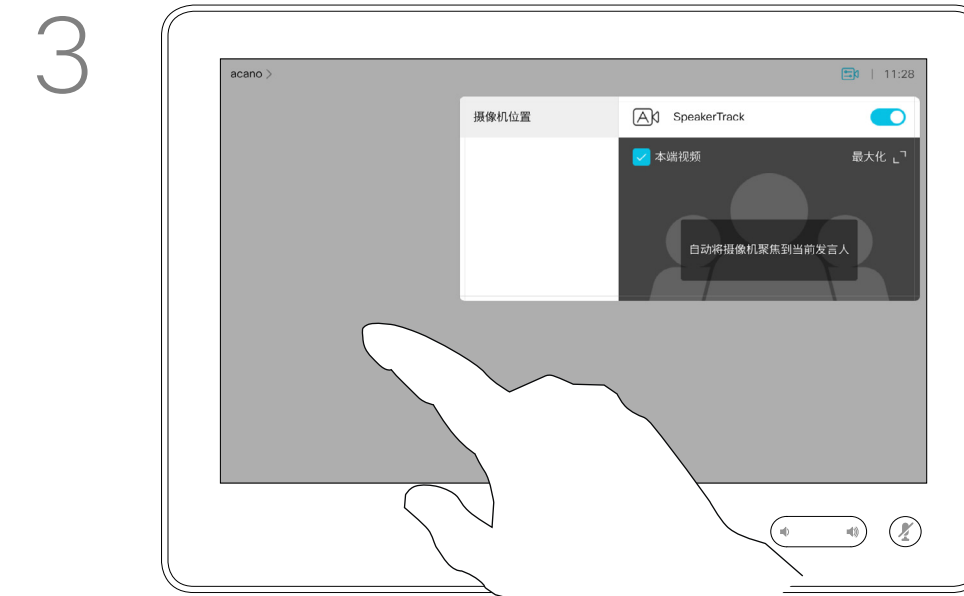 3
acano >
11:28
摄像机位置
SpeakerTrack
本端视频
最大化
自动将摄像机聚焦到当前发言人